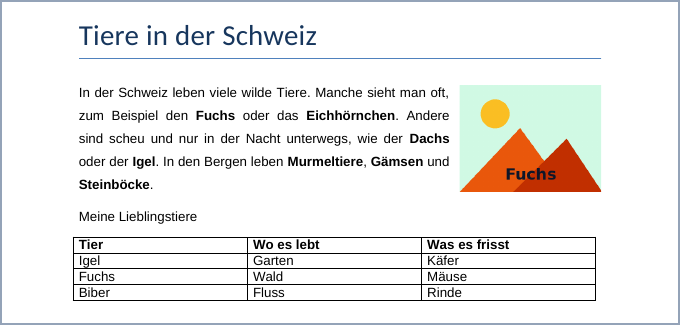 Tiere in der Schweiz
In der Schweiz leben viele wilde Tiere. Manche sieht man oft,
zum Beispiel den Fuchs oder das Eichhörnchen. Andere
sind scheu und nur in der Nacht unterwegs, wie der Dachs
oder der Igel. In den Bergen leben Murmeltiere, Gämsen und
Steinböcke.
Fuchs
Meine Lieblingstiere
Tier Wo es lebt Was es frisst
Igel Garten Käfer
Fuchs Wald Mäuse
Biber Fluss Rinde